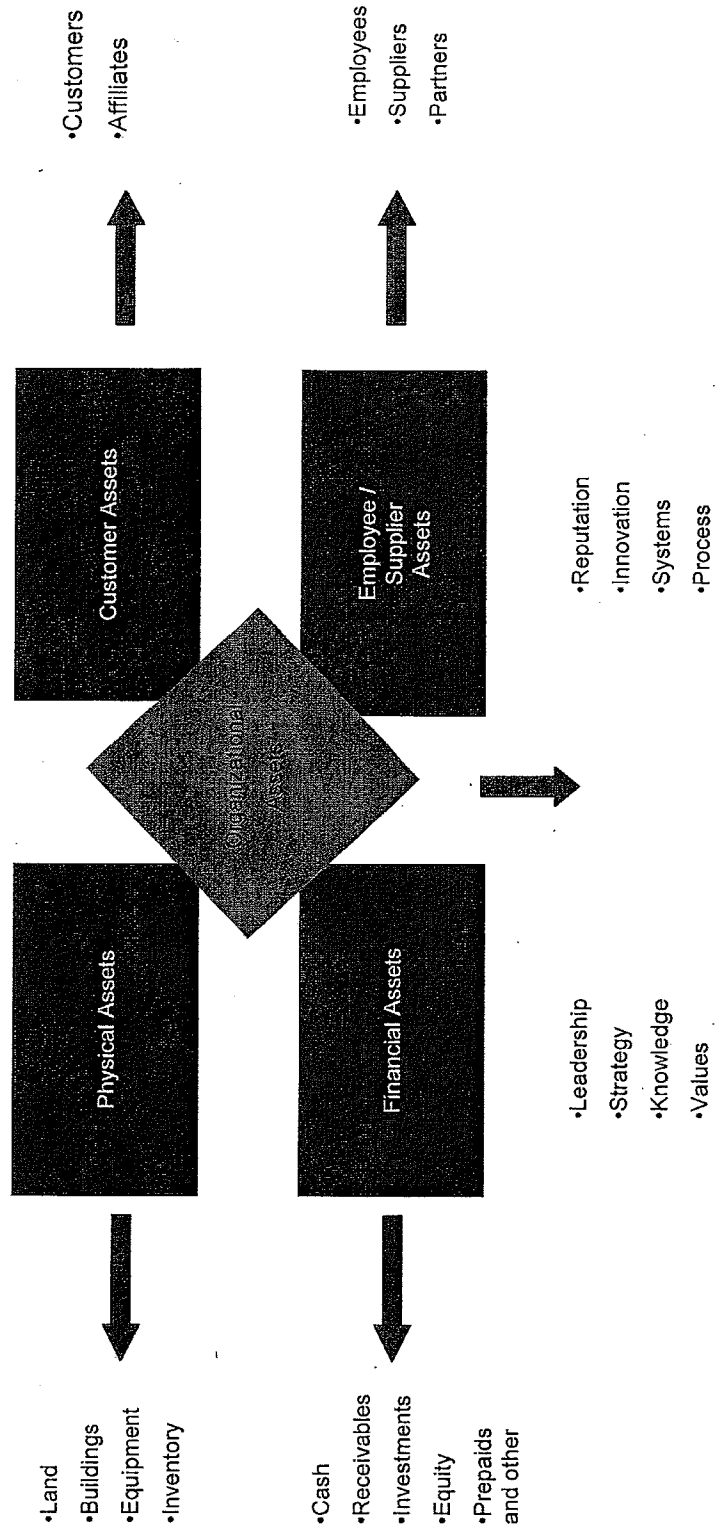 •Land
•Buildings
•Equipment
•Inventory
Physical Assets
Customer Assets
•Customers
•Affiliates
Organizational
Assets
•Cash
•Receivables
•Investments
•Equity
•Prepaids
and other
Financial Assets
Employee /
Supplier
Assets
•Employees
•Suppliers
•Partners
•Leadership
•Strategy
•Knowledge
•Values
•Reputation
•Innovation
•Systems
•Process